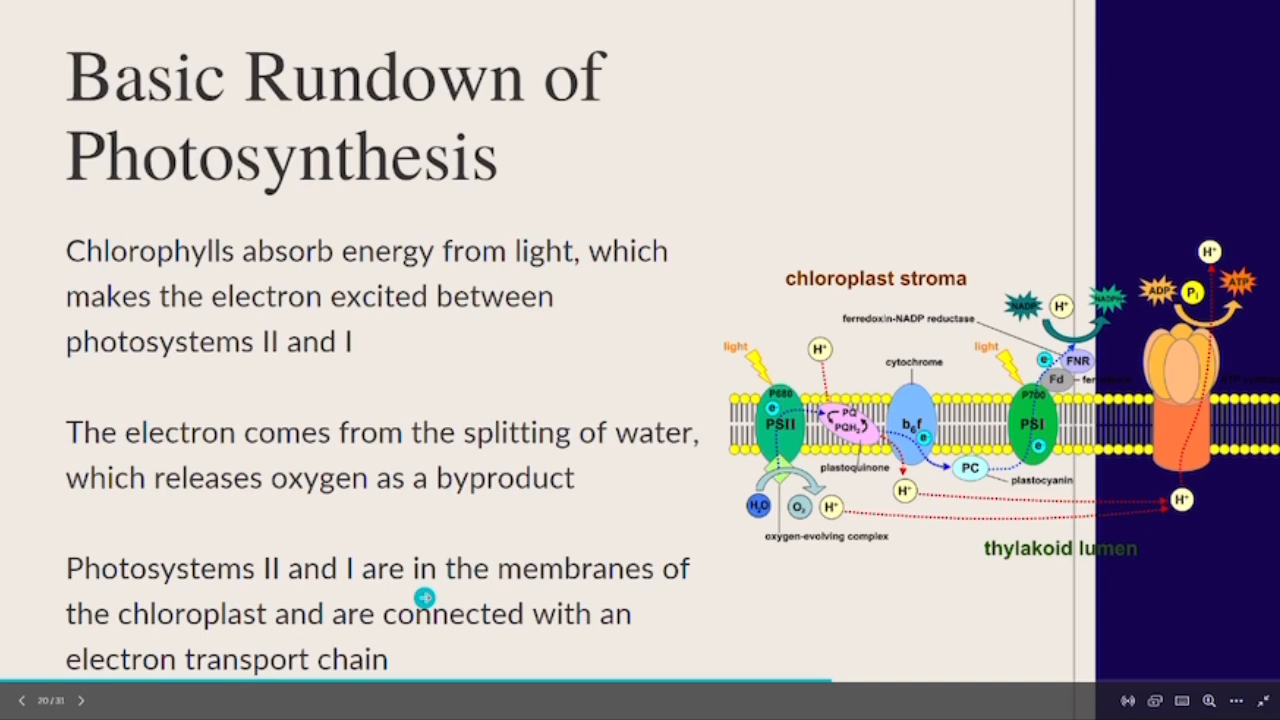 Basic Rundown of
Photosynthesis
Chlorophylls absorb energy from light, which
makes the electron excited between
photosystems II and I
The electron comes from the splitting of water,
which releases oxygen as a byproduct
Photosystems II and I are in the membranes of
the chloroplast and are connected with an
electron transport chain
chloroplast stroma
ferredoxin-NADP reductase
NADP
H⁺
NADPH
ADP
Pᵢ
ATP
H⁺
light
H⁺
cytochrome
light
e⁻
FNR
Fd
P680
e⁻
PSII
PQ
PQH₂
b₆f
e⁻
P700
PSI
e⁻
plastoquinone
PC
plastocyanin
H₂O
O₂
H⁺
H⁺
H⁺
oxygen-evolving complex
thylakoid lumen
20 / 31